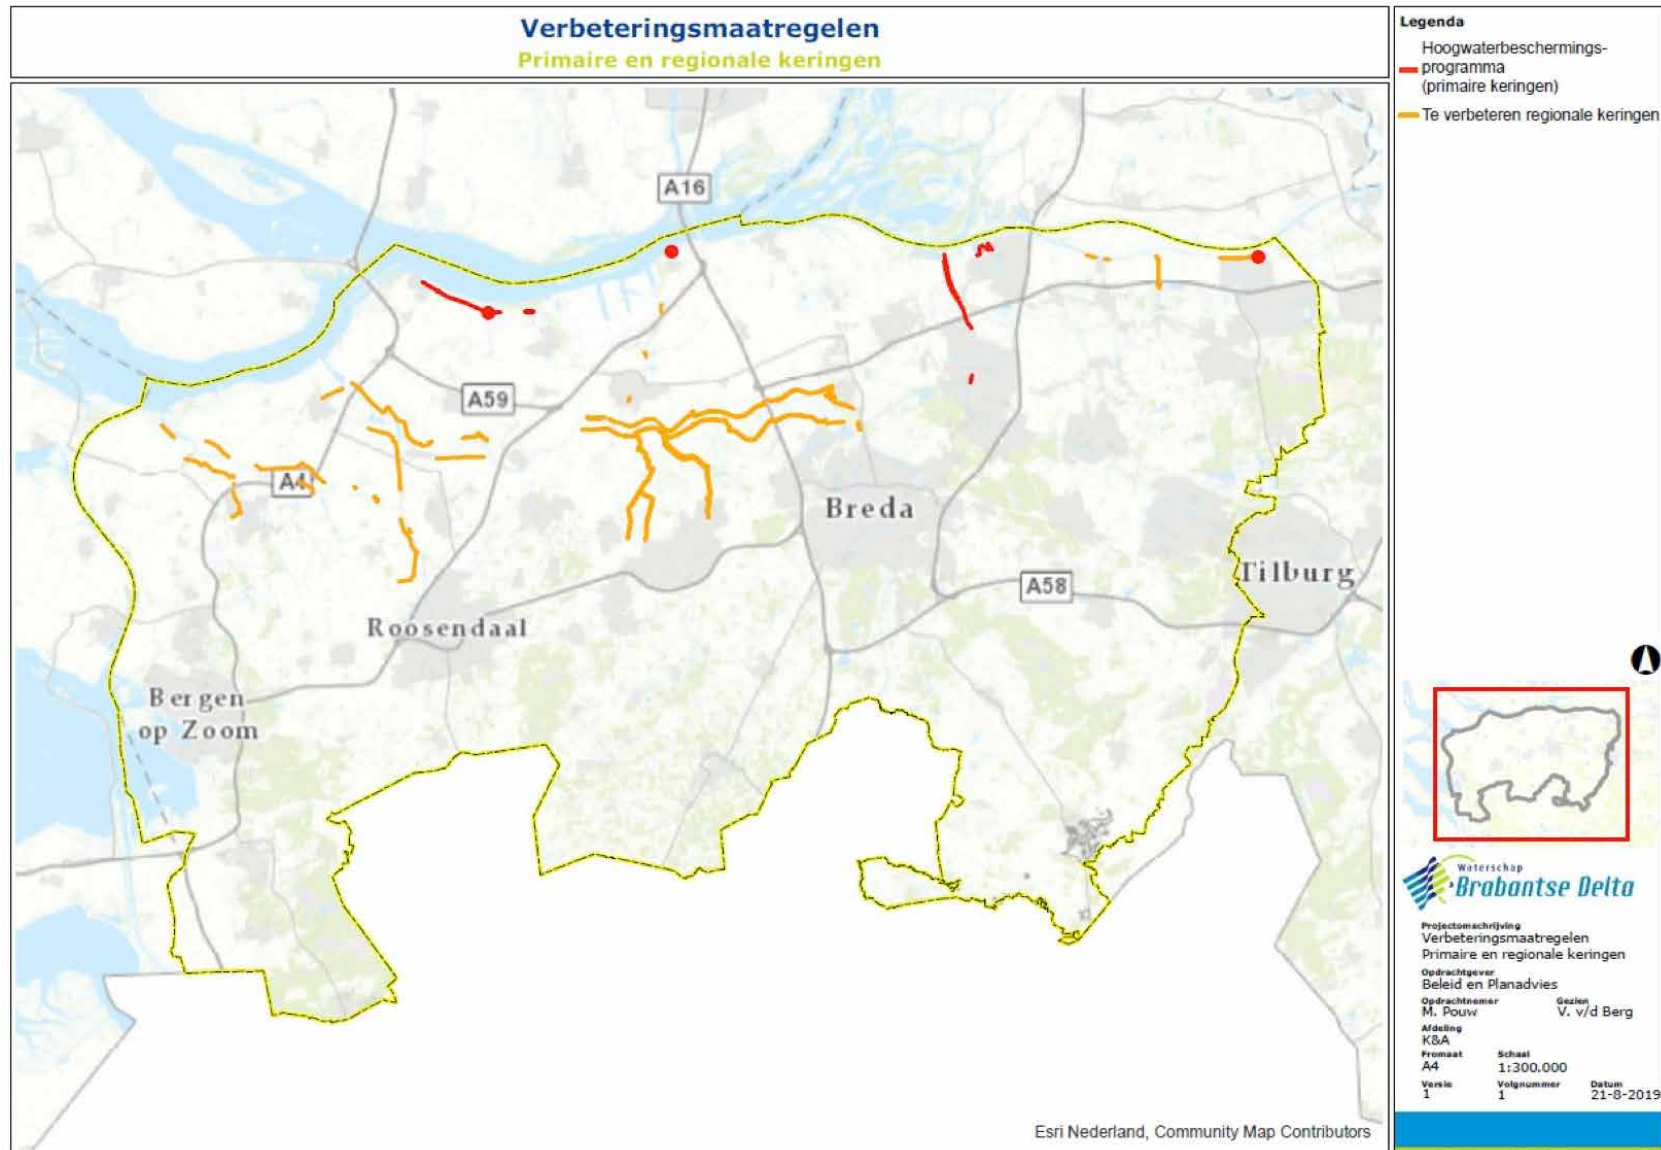 Verbeteringsmaatregelen
Primaire en regionale keringen
Legenda
Hoogwaterbeschermings-
programma
(primaire keringen)
Te verbeteren regionale keringen
A16
A59
A4
Breda
A58
Tilburg
Roosendaal
Bergen
op Zoom
Esri Nederland, Community Map Contributors
Waterschap
Brabantse Delta
Projectomschrijving
Verbeteringsmaatregelen
Primaire en regionale keringen
Opdrachtgever
Beleid en Planadvies
Opdrachtnemer Gezien
M. Pouw V. v/d Berg
Afdeling
K&A
Fromaat Schaal
A4 1:300.000
Versie Volgnummer Datum
1 1 21-8-2019